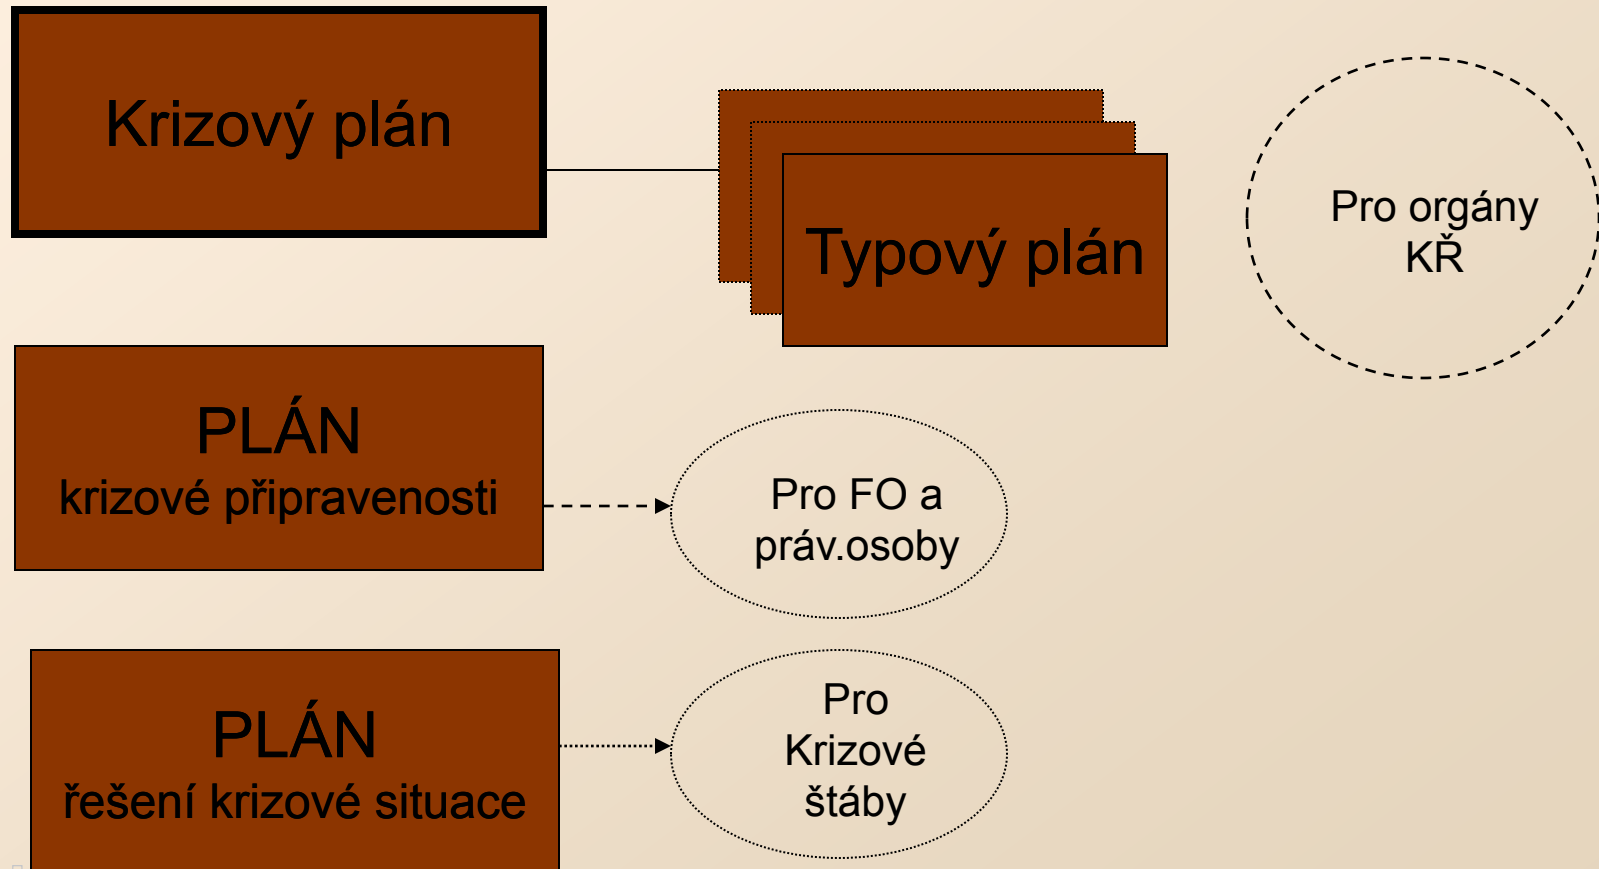 Krizový plán
Typový plán
Pro orgány
KŘ
PLÁN
krizové připravenosti
Pro FO a
práv.osoby
PLÁN
řešení krizové situace
Pro
Krizové
štáby